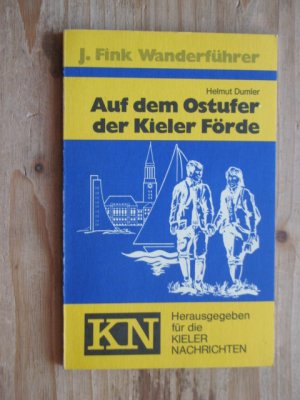 J. Fink Wanderführer
Helmut Dumler
Auf dem Ostufer
der Kieler Förde
KN
Herausgegeben
für die
KIELER
NACHRICHTEN